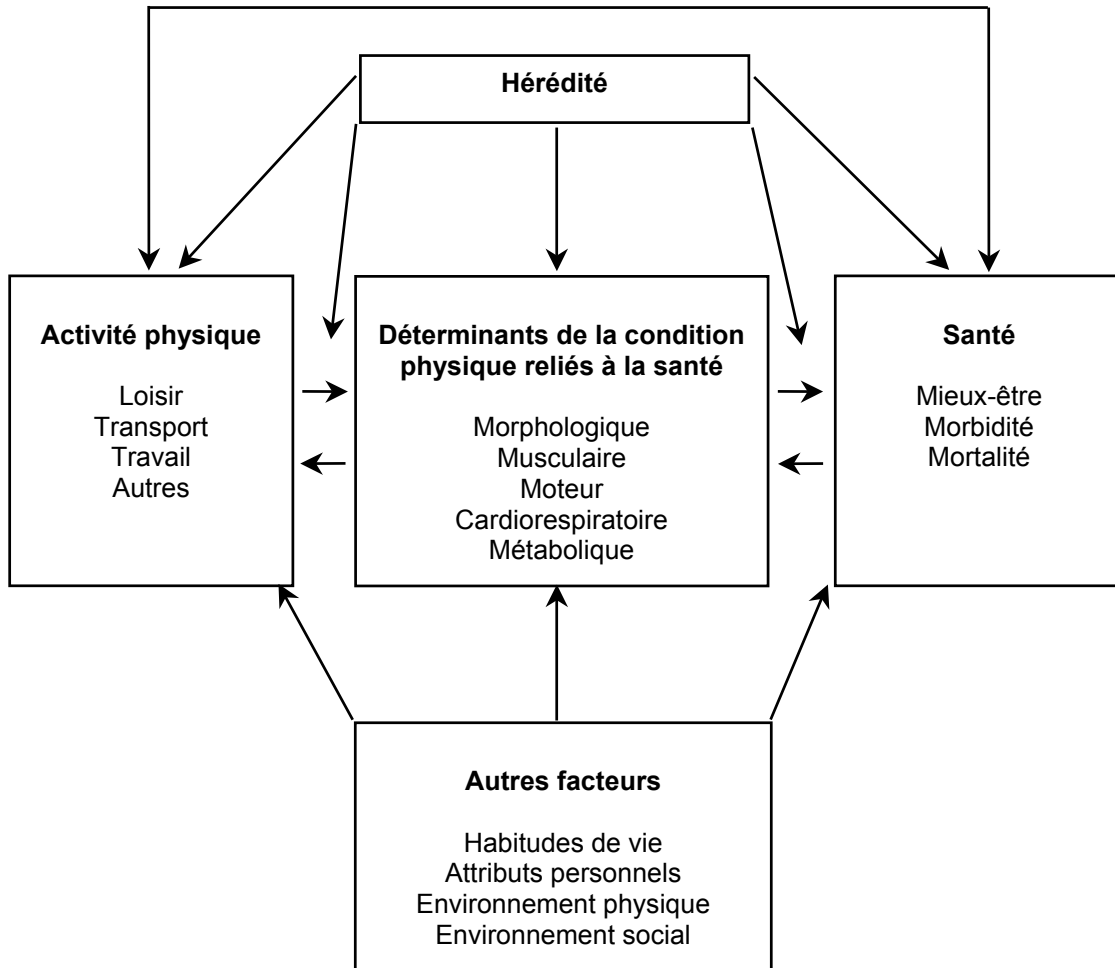 Hérédité
Activité physique
Loisir
Transport
Travail
Autres
Déterminants de la condition
physique reliés à la santé
Morphologique
Musculaire
Moteur
Cardiorespiratoire
Métabolique
Santé
Mieux-être
Morbidité
Mortalité
Autres facteurs
Habitudes de vie
Attributs personnels
Environnement physique
Environnement social